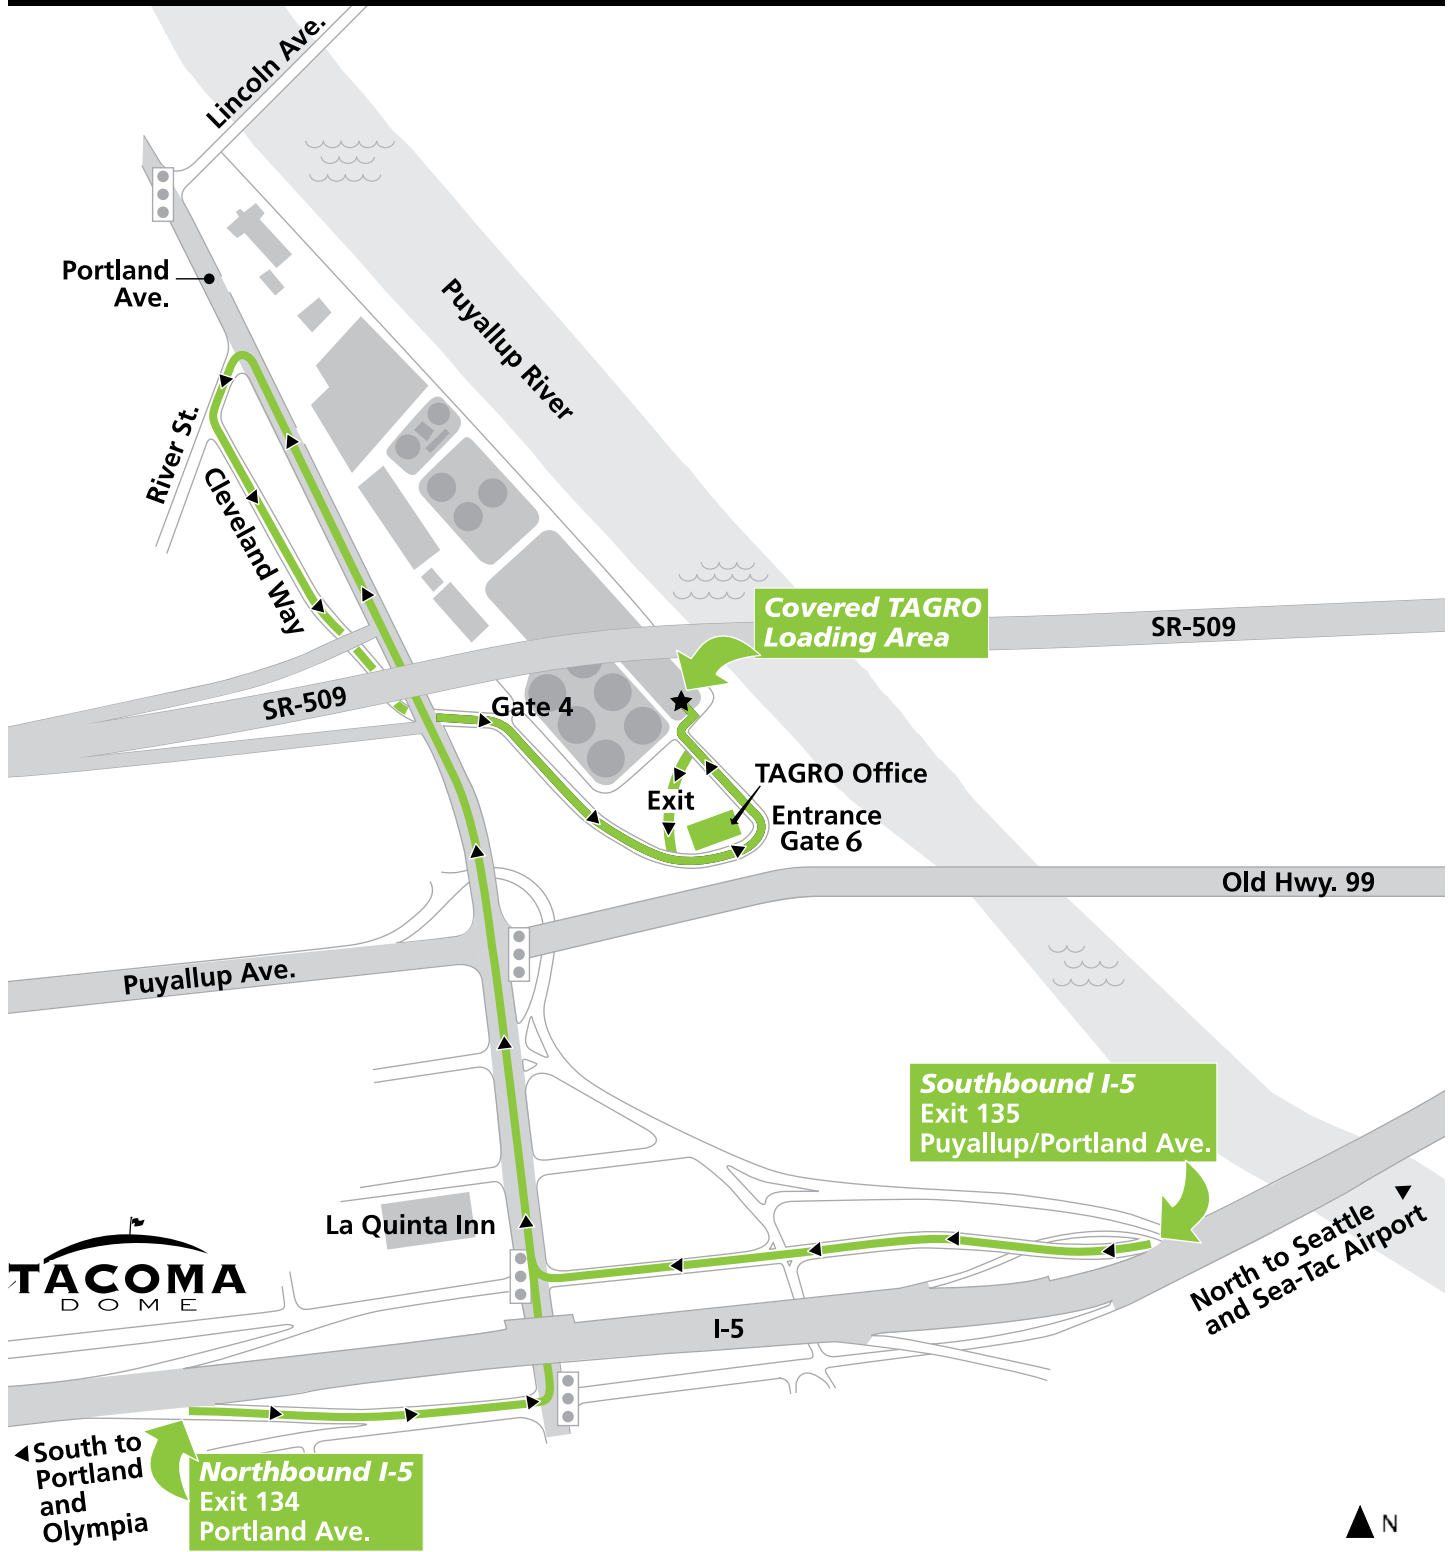 Lincoln Ave.
Portland
Ave.
Puyallup River
River St.
Cleveland Way
Covered TAGRO
Loading Area
SR-509
SR-509
Gate 4
TAGRO Office
Exit
Entrance
Gate 6
Old Hwy. 99
Puyallup Ave.
Southbound I-5
Exit 135
Puyallup/Portland Ave.
La Quinta Inn
North to Seattle
and Sea-Tac Airport
TACOMA
DOME
I-5
South to
Portland
and
Olympia
Northbound I-5
Exit 134
Portland Ave.
N